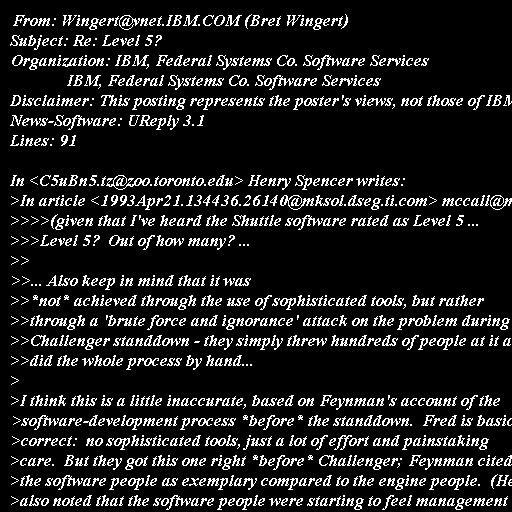 From: Wingert@vnet.IBM.COM (Bret Wingert)
Subject: Re: Level 5?
Organization: IBM, Federal Systems Co. Software Services
IBM, Federal Systems Co. Software Services
Disclaimer: This posting represents the poster's views, not those of IBM
News-Software: UReply 3.1
Lines: 91

In <C5uBn5.tz@zoo.toronto.edu> Henry Spencer writes:
>In article <1993Apr21.134436.26140@mksol.dseg.ti.com> mccall@m
>>>>(given that I've heard the Shuttle software rated as Level 5 ...
>>>Level 5?  Out of how many? ...
>>
>>... Also keep in mind that it was
>>*not* achieved through the use of sophisticated tools, but rather
>>through a 'brute force and ignorance' attack on the problem during
>>Challenger standdown - they simply threw hundreds of people at it a
>>did the whole process by hand...
>
>I think this is a little inaccurate, based on Feynman's account of the
>software-development process *before* the standdown.  Fred is basic
>correct:  no sophisticated tools, just a lot of effort and painstaking
>care.  But they got this one right *before* Challenger; Feynman cited
>the software people as exemplary compared to the engine people.  (He
>also noted that the software people were starting to feel management